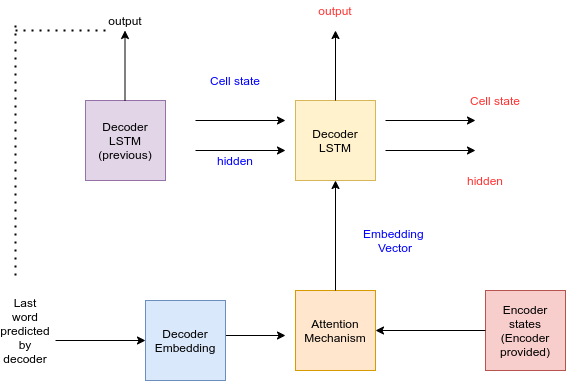 output
output
Cell state
Cell state
Decoder
LSTM
(previous)
Decoder
LSTM
hidden
hidden
Embedding
Vector
Last
word
predicted
by
decoder
Decoder
Embedding
Attention
Mechanism
Encoder
states
(Encoder
provided)